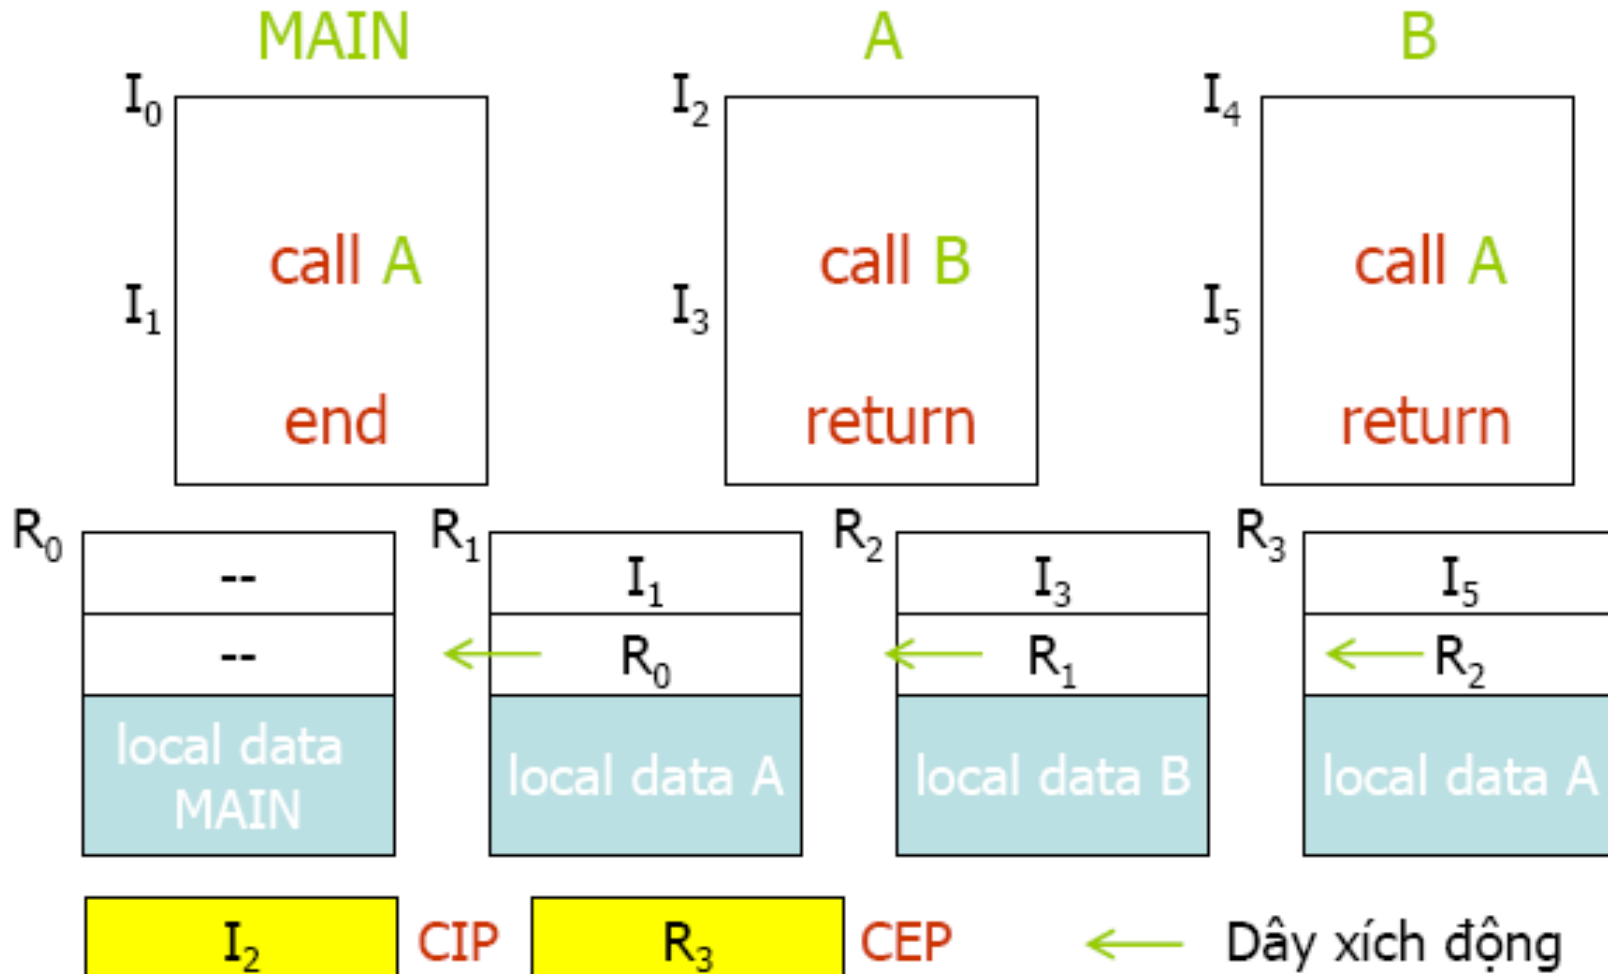 MAIN A B
I₀ I₂ I₄
call A call B call A
I₁ I₃ I₅
end return return
R₀ R₁ R₂ R₃
-- I₁ I₃ I₅
-- R₀ R₁ R₂
local data
MAIN
local data A local data B local data A
I₂ CIP R₃ CEP Dây xích động